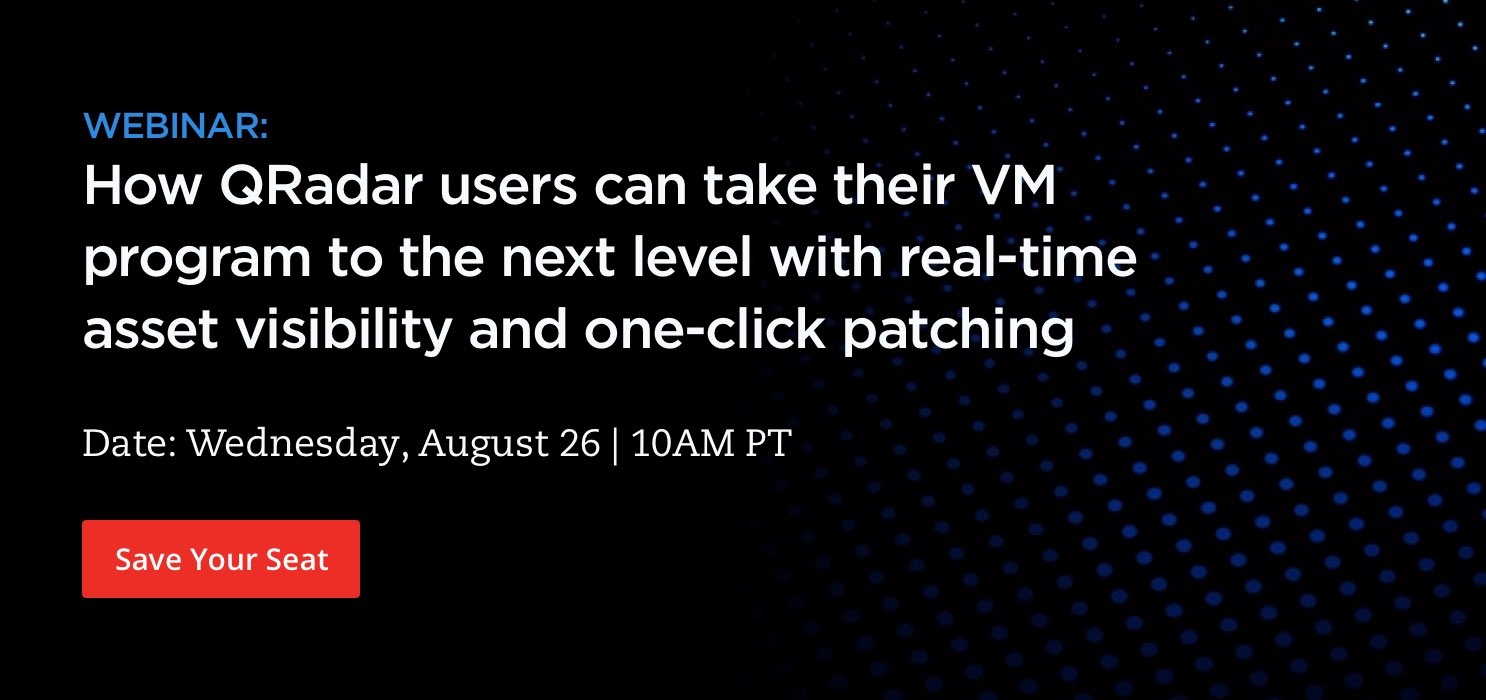 WEBINAR:
How QRadar users can take their VM
program to the next level with real-time
asset visibility and one-click patching
Date: Wednesday, August 26 | 10AM PT
Save Your Seat